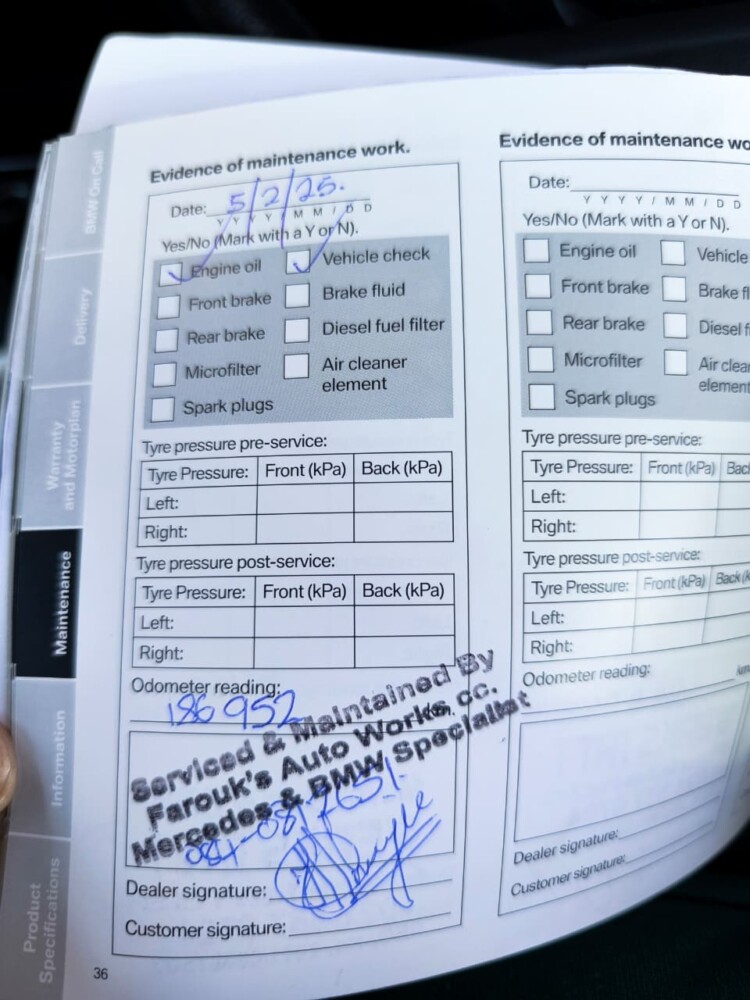 BMW On Call
Delivery
Warranty
and Motorplan
Maintenance
Information
Product
Specifications
Evidence of maintenance work.
Date: 5/2/25.
Y Y Y Y / M M / D D
Yes/No (Mark with a Y or N).
Engine oil
Vehicle check
Front brake
Brake fluid
Rear brake
Diesel fuel filter
Microfilter
Air cleaner
element
Spark plugs
Tyre pressure pre-service:
Tyre Pressure: Front (kPa) Back (kPa)
Left:
Right:
Tyre pressure post-service:
Tyre Pressure: Front (kPa) Back (kPa)
Left:
Right:
Odometer reading:
186 952
km.
Serviced & Maintained By
Farouk's Auto Works cc.
Mercedes & BMW Specialist
Dealer signature:
Customer signature:
36
Evidence of maintenance wo
Date:
Y Y Y Y / M M / D D
Yes/No (Mark with a Y or N).
Engine oil
Vehicle
Front brake
Brake fl
Rear brake
Diesel f
Microfilter
Air clea
element
Spark plugs
Tyre pressure pre-service:
Tyre Pressure: Front (kPa) Bac
Left:
Right:
Tyre pressure post-service:
Tyre Pressure: Front (kPa) Back (k
Left:
Right:
Odometer reading:
km
Dealer signature:
Customer signature: